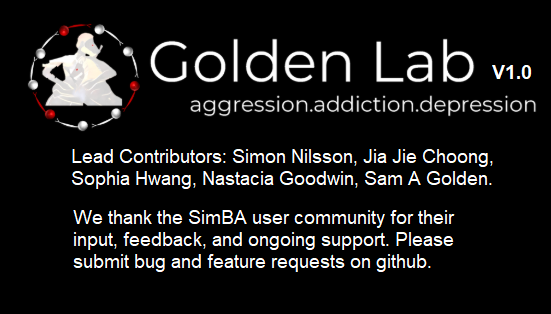 Golden Lab V1.0
aggression.addiction.depression
Lead Contributors: Simon Nilsson, Jia Jie Choong,
Sophia Hwang, Nastacia Goodwin, Sam A Golden.
We thank the SimBA user community for their
input, feedback, and ongoing support. Please
submit bug and feature requests on github.